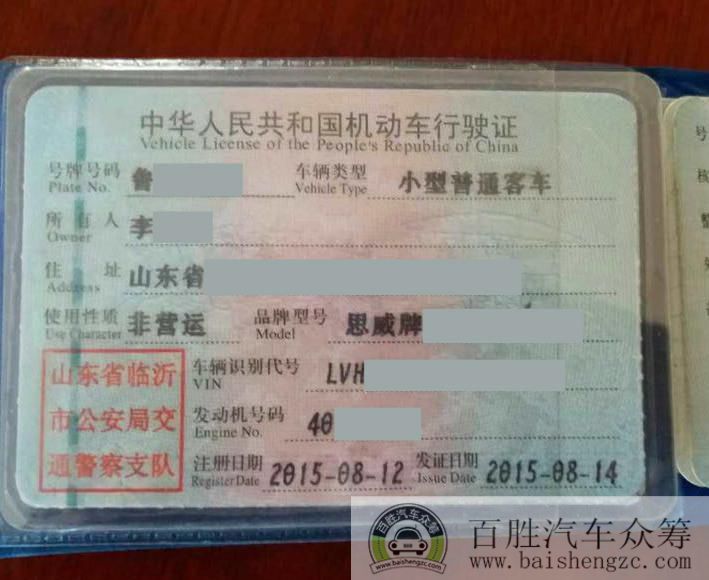 中华人民共和国机动车行驶证
Vehicle License of the People's Republic of China
号牌号码 鲁 车辆类型 小型普通客车
Plate No. Vehicle Type
所有人 李
Owner
住址 山东省
Address
使用性质 非营运 品牌型号 思威牌
Use Character Model
山东省临沂
市公安局交
通警察支队
车辆识别代号 LVH
VIN
发动机号码 40
Engine No.
注册日期 2015-08-12 发证日期 2015-08-14
Register Date Issue Date
号
核
整
百胜汽车众筹
www.baishengzc.com
百胜汽车众筹
www.baishengzc.com